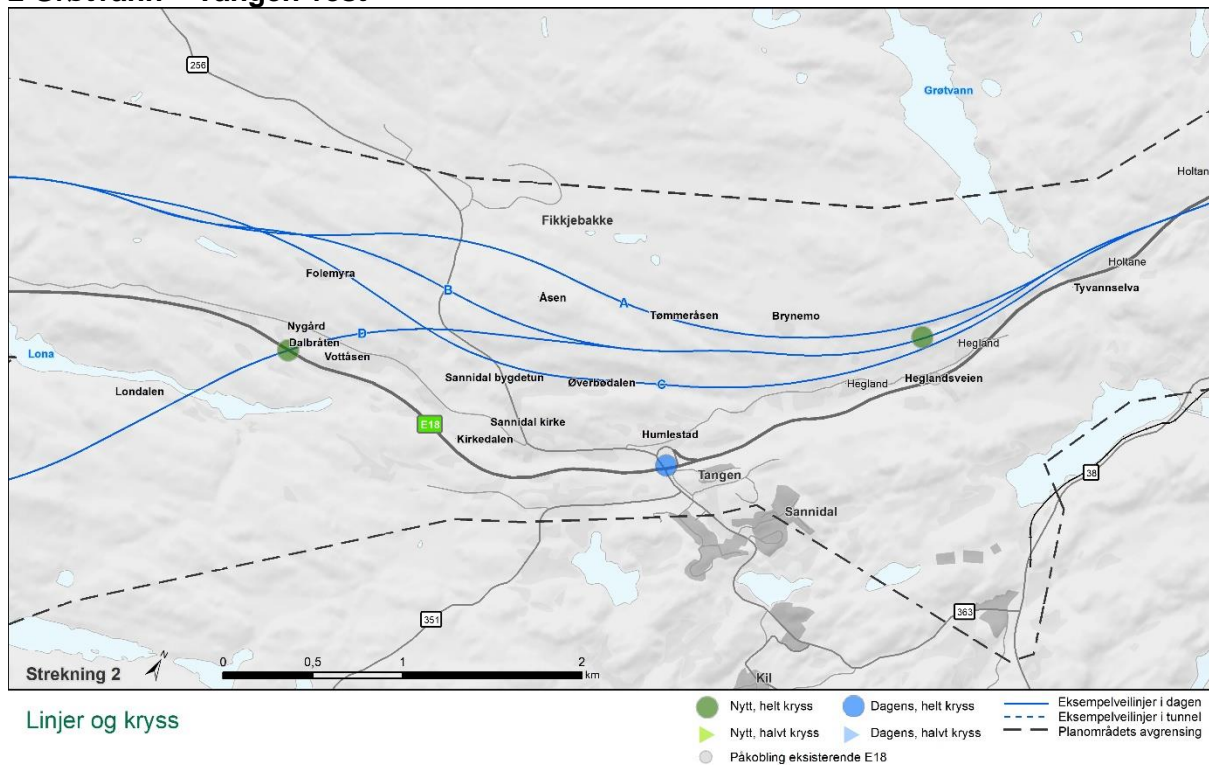 256
Grøtvann
Holtane
Fikkjebakke
Holtane
Folemyra
Tyvannselva
B
Åsen
A
Tømmeråsen
Brynemo
Nygård
D
Dalbråten
Hegland
Lona
Vottåsen
Londalen
Sannidal bygdetun
Øverbødalen
C
Hegland
Heglandsveien
E18
Sannidal kirke
Kirkedalen
Humlestad
Tangen
38
Sannidal
351
363
Kil
Strekning 2
N
0
0,5
1
2
km
Linjer og kryss
Nytt, helt kryss
Dagens, helt kryss
Eksempelveilinjer i dagen
Eksempelveilinjer i tunnel
Nytt, halvt kryss
Dagens, halvt kryss
Planområdets avgrensing
Påkobling eksisterende E18